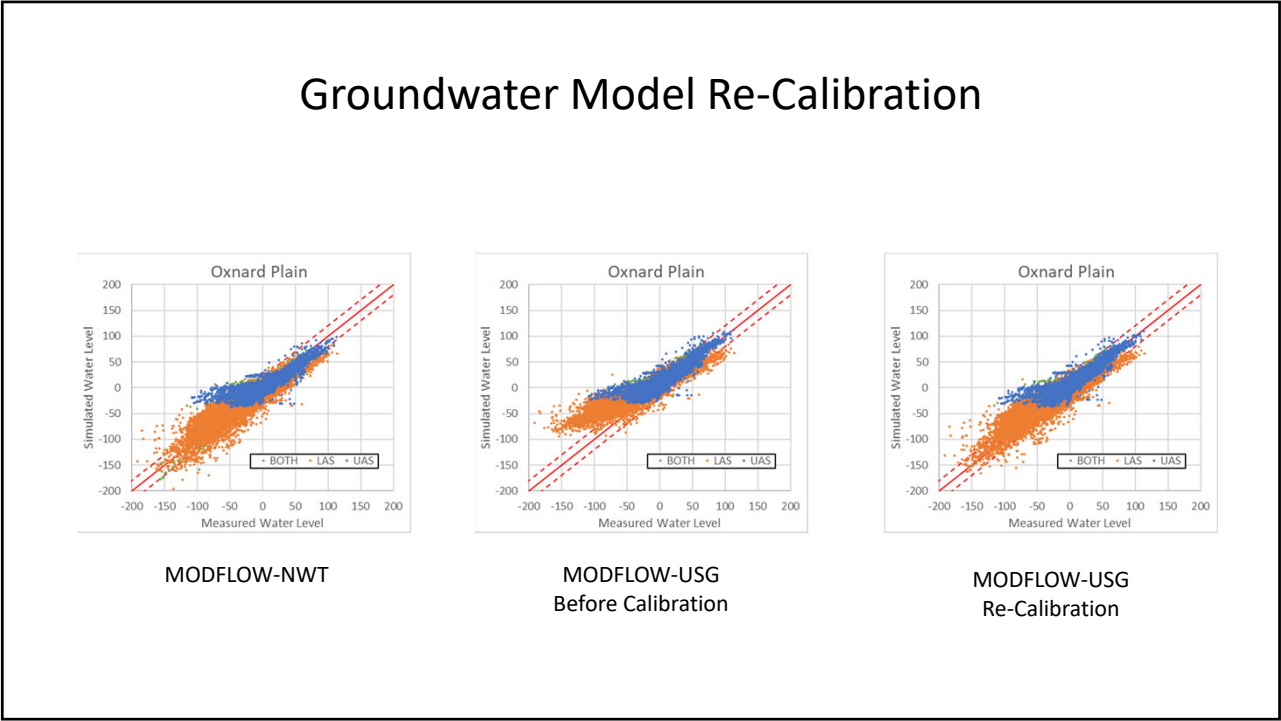 Groundwater Model Re-Calibration
Oxnard Plain
200
150
100
50
0
-50
-100
-150
-200
Simulated Water Level
• BOTH • LAS • UAS
-200 -150 -100 -50 0 50 100 150 200
Measured Water Level
MODFLOW-NWT
Oxnard Plain
200
150
100
50
0
-50
-100
-150
-200
Simulated Water Level
• BOTH • LAS • UAS
-200 -150 -100 -50 0 50 100 150 200
Measured Water Level
MODFLOW-USG
Before Calibration
Oxnard Plain
200
150
100
50
0
-50
-100
-150
-200
Simulated Water Level
• BOTH • LAS • UAS
-200 -150 -100 -50 0 50 100 150 200
Measured Water Level
MODFLOW-USG
Re-Calibration